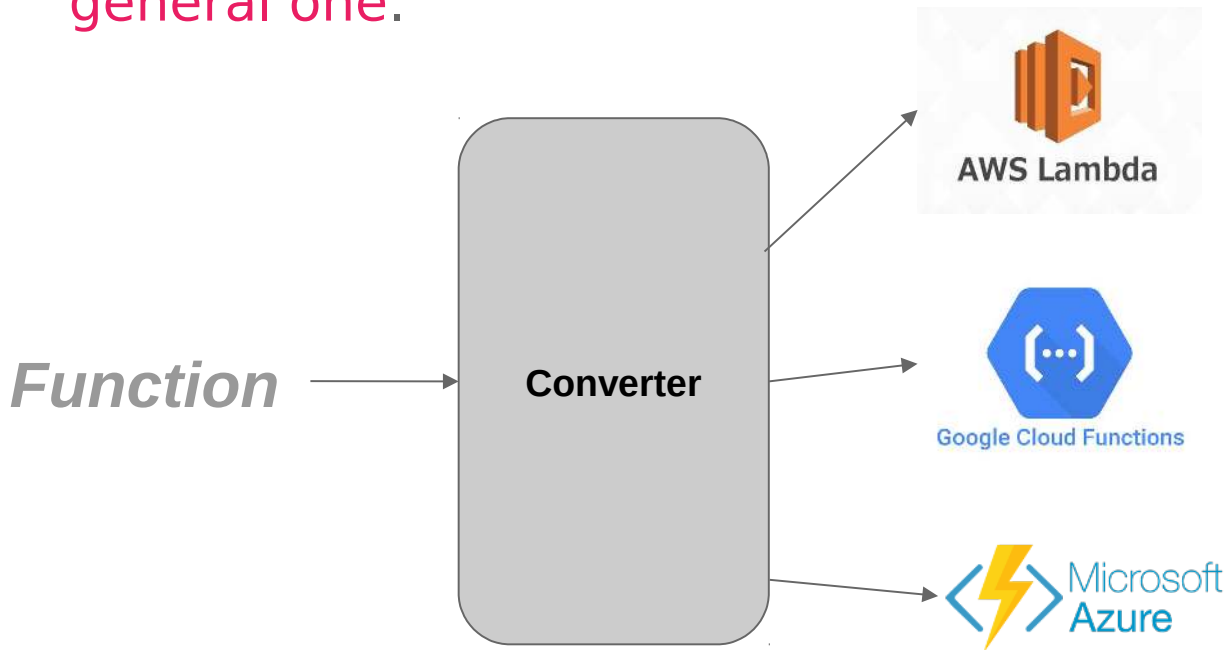 general one.
AWS Lambda
Function
Converter
Google Cloud Functions
Microsoft
Azure